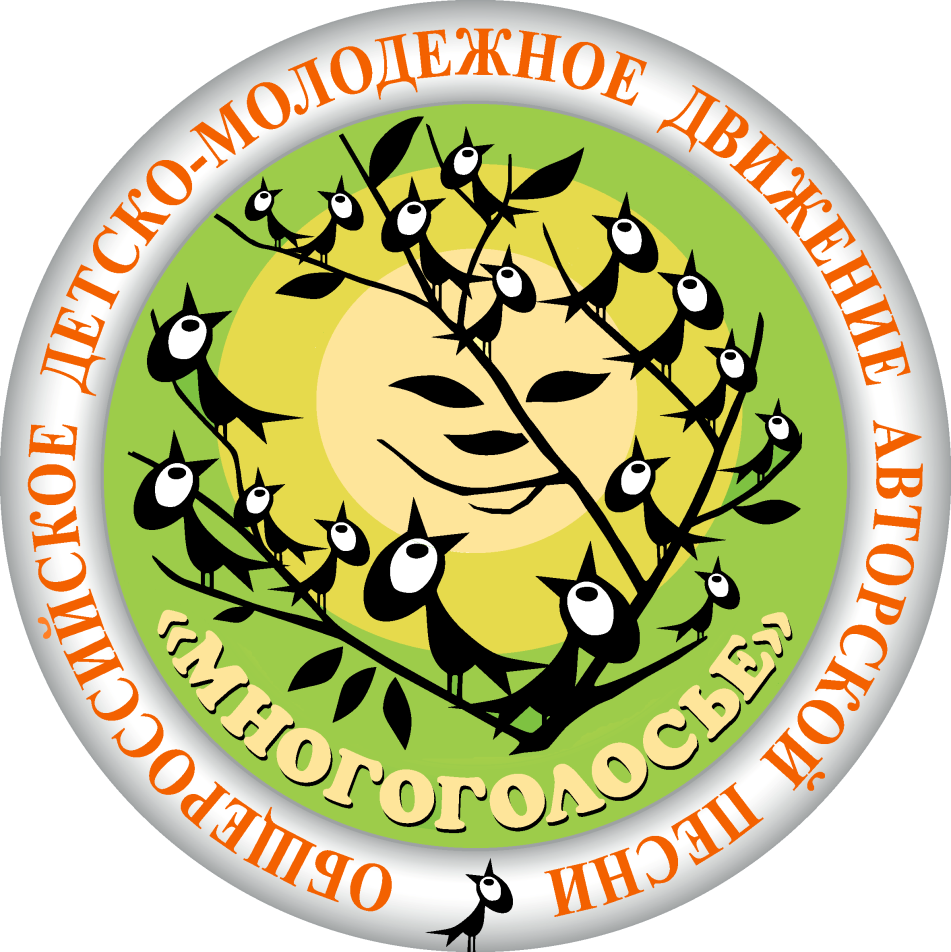 ОБЩЕРОССИЙСКОЕ ДЕТСКО-МОЛОДЕЖНОЕ ДВИЖЕНИЕ АВТОРСКОЙ ПЕСНИ
«МНОГОГОЛОСЬЕ»